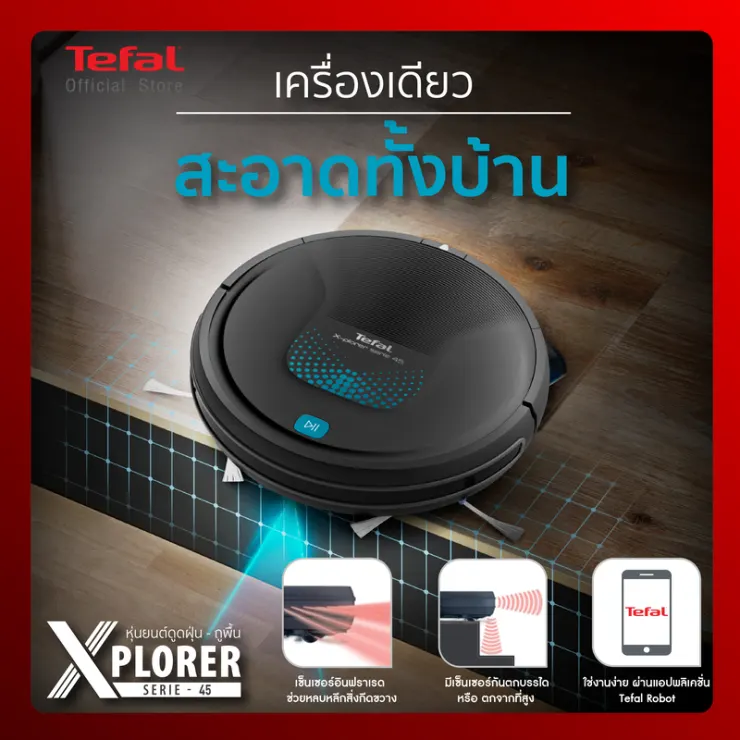 Tefal
Official Store
เครื่องเดียว
สะอาดทั้งบ้าน
Tefal
X-plorer Serie 45
หุ่นยนต์ดูดฝุ่น - ถูพื้น
XPLORER
SERIE - 45
เซ็นเซอร์อินฟราเรด
ช่วยหลบหลีกสิ่งกีดขวาง
มีเซ็นเซอร์กันตกบรรได
หรือ ตกจากที่สูง
Tefal
ใช่งานง่าย ผ่านแอปพลิเคชั่น
Tefal Robot